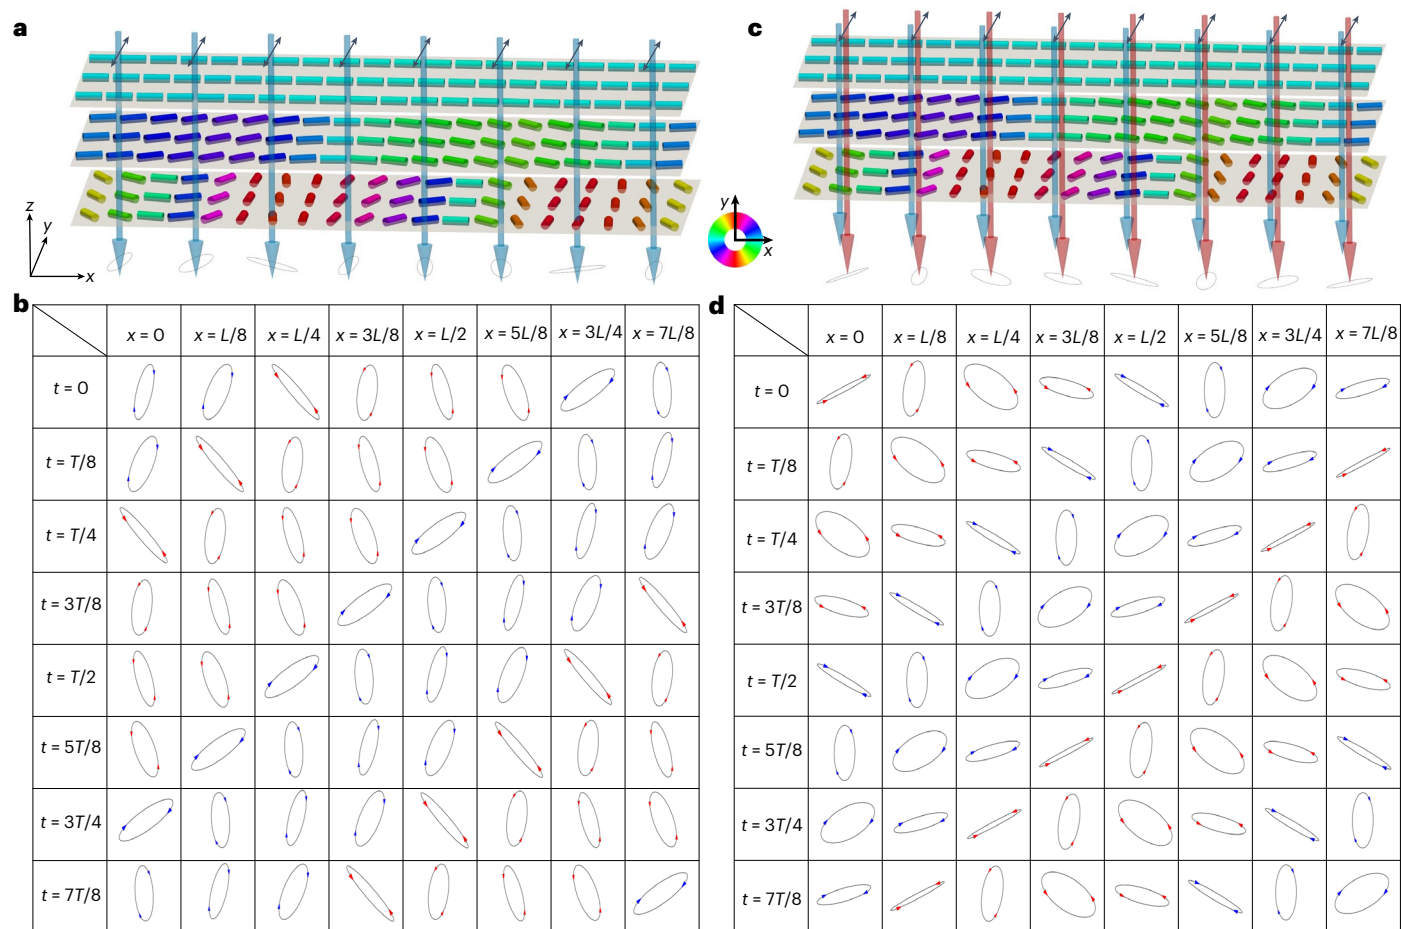 a
c
z
y
x
y
x
b
x = 0 x = L/8 x = L/4 x = 3L/8 x = L/2 x = 5L/8 x = 3L/4 x = 7L/8
t = 0
t = T/8
t = T/4
t = 3T/8
t = T/2
t = 5T/8
t = 3T/4
t = 7T/8
d
x = 0 x = L/8 x = L/4 x = 3L/8 x = L/2 x = 5L/8 x = 3L/4 x = 7L/8
t = 0
t = T/8
t = T/4
t = 3T/8
t = T/2
t = 5T/8
t = 3T/4
t = 7T/8